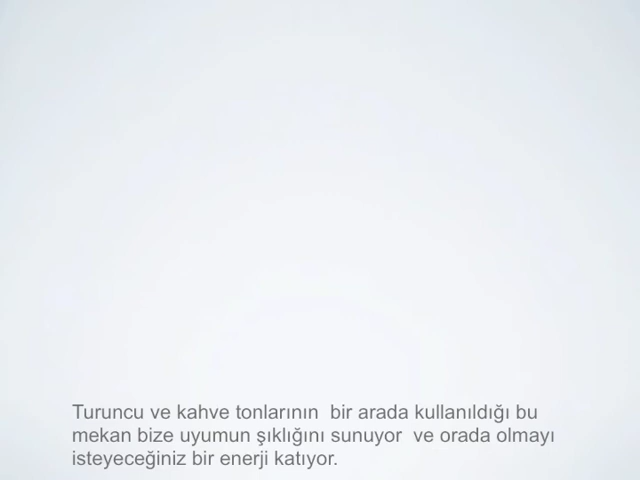 Turuncu ve kahve tonlarının  bir arada kullanıldığı bu
mekan bize uyumun şıklığını sunuyor  ve orada olmayı
isteyeceğiniz bir enerji katıyor.